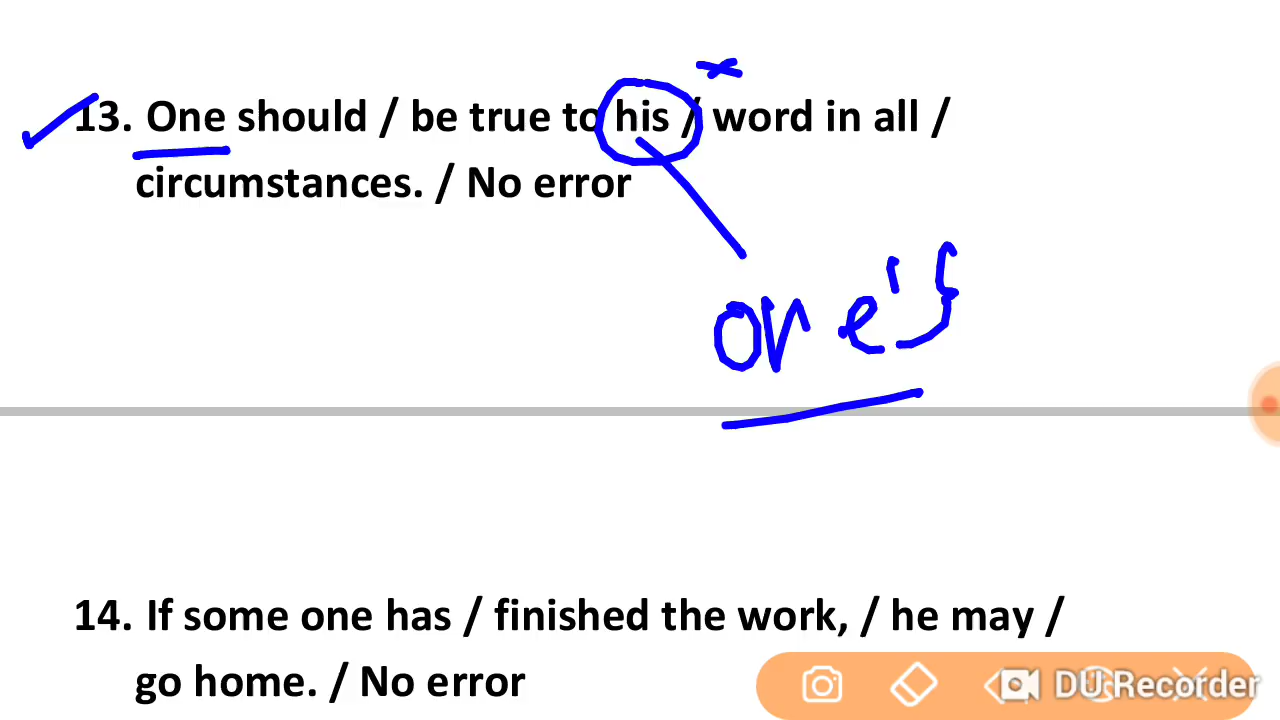 13. One should / be true to his / word in all /
circumstances. / No error
one's
14. If some one has / finished the work, / he may /
go home. / No error
DU Recorder